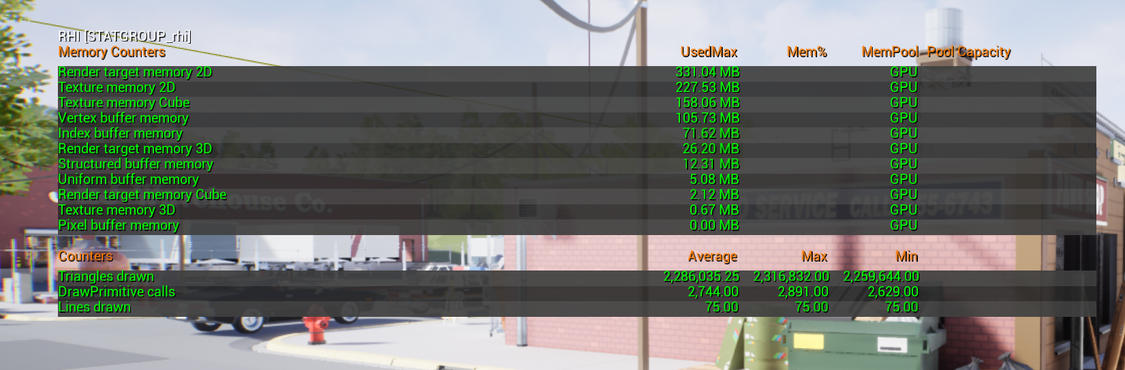 RHI [STATGROUP_rhi]
Memory Counters UsedMax Mem% MemPool Pool Capacity
Render target memory 2D 331.04 MB GPU
Texture memory 2D 227.53 MB GPU
Texture memory Cube 158.06 MB GPU
Vertex buffer memory 105.73 MB GPU
Index buffer memory 71.62 MB GPU
Render target memory 3D 26.20 MB GPU
Structured buffer memory 12.31 MB GPU
Uniform buffer memory 5.08 MB GPU
Render target memory Cube 2.12 MB GPU
Texture memory 3D 0.67 MB GPU
Pixel buffer memory 0.00 MB GPU
Counters Average Max Min
Triangles drawn 2,286,035.25 2,316,832.00 2,259,644.00
DrawPrimitive calls 2,744.00 2,891.00 2,629.00
Lines drawn 75.00 75.00 75.00